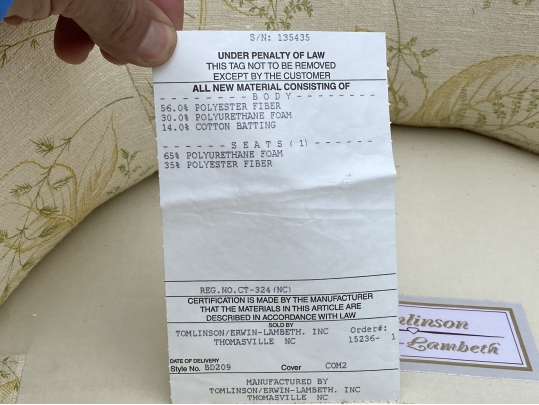 S/N: 135435
UNDER PENALTY OF LAW
THIS TAG NOT TO BE REMOVED
EXCEPT BY THE CUSTOMER
ALL NEW MATERIAL CONSISTING OF
- - - - - - - - B O D Y - - - - - - - -
56.0% POLYESTER FIBER
30.0% POLYURETHANE FOAM
14.0% COTTON BATTING
- - - - - - S E A T S ( 1 ) - - - - - -
65% POLYURETHANE FOAM
35% POLYESTER FIBER
REG.NO.CT-324(NC)
CERTIFICATION IS MADE BY THE MANUFACTURER
THAT THE MATERIALS IN THIS ARTICLE ARE
DESCRIBED IN ACCORDANCE WITH LAW
SOLD BY
TOMLINSON/ERWIN-LAMBETH. INC Order#:
THOMASVILLE NC 15236- 1
DATE OF DELIVERY
Style No. BD209 Cover COM2
MANUFACTURED BY
TOMLINSON/ERWIN-LAMBETH. INC
THOMASVILLE NC
mlinson
Lambeth